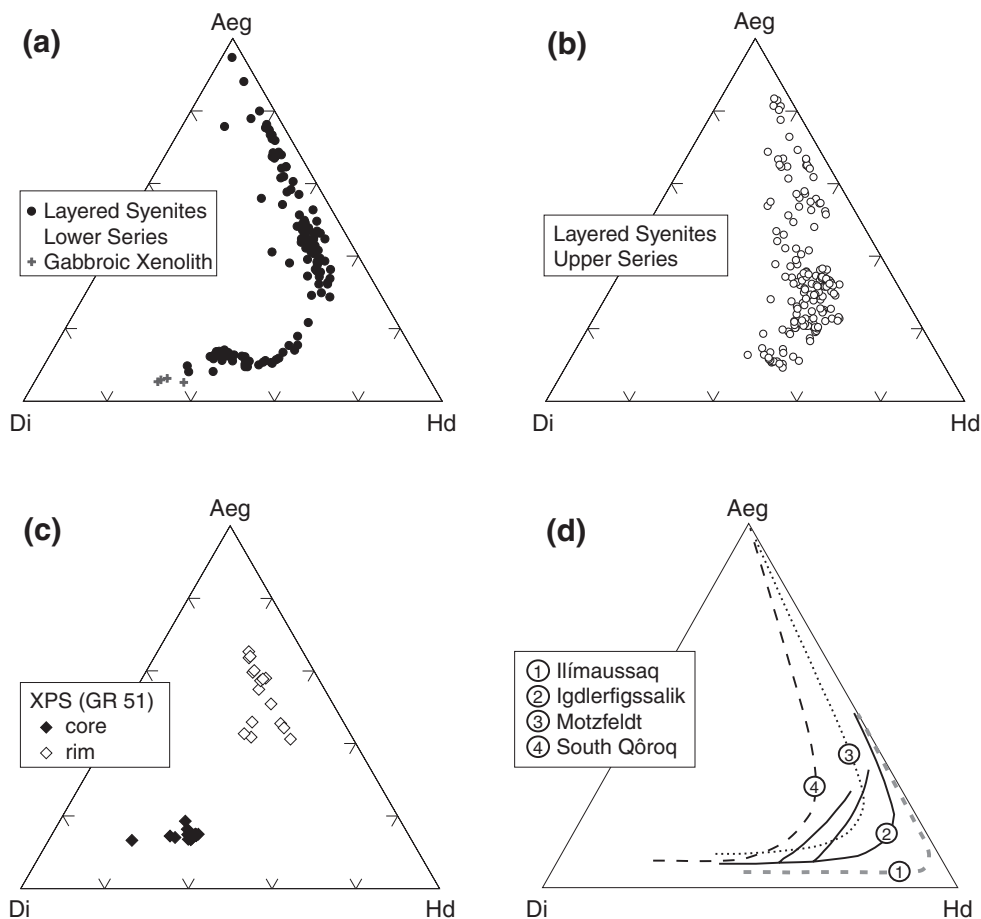 (a)
Aeg
Layered Syenites
Lower Series
Gabbroic Xenolith
Di
Hd
(b)
Aeg
Layered Syenites
Upper Series
Di
Hd
(c)
Aeg
XPS (GR 51)
core
rim
Di
Hd
(d)
Aeg
1 Ilímaussaq
2 Igdlerfigssalik
3 Motzfeldt
4 South Qôroq
3
4
2
1
Di
Hd